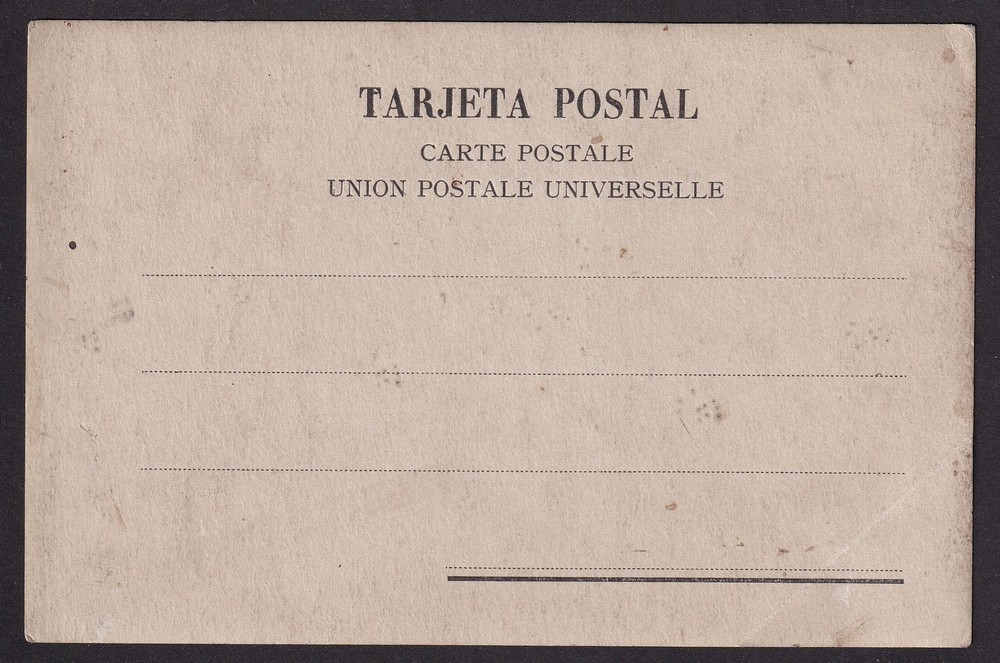 TARJETA POSTAL
CARTE POSTALE
UNION POSTALE UNIVERSELLE